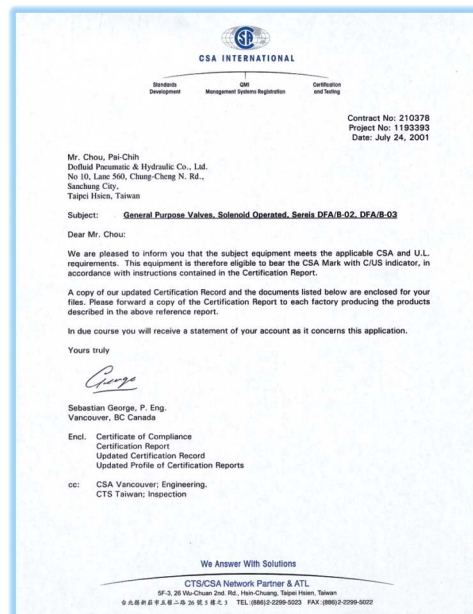 CSA INTERNATIONAL
Standards Development
QMI Management Systems Registration
Certification and Testing
Contract No: 210378
Project No: 1193393
Date: July 24, 2001
Mr. Chou, Pai-Chih
Dofluid Pneumatic & Hydraulic Co., Ltd.
No 10, Lane 560, Chung-Cheng N. Rd.,
Sanchung City,
Taipei Hsien, Taiwan
Subject: General Purpose Valves, Solenoid Operated, Sereis DFA/B-02, DFA/B-03
Dear Mr. Chou:
We are pleased to inform you that the subject equipment meets the applicable CSA and U.L.
requirements. This equipment is therefore eligible to bear the CSA Mark with C/US indicator, in
accordance with instructions contained in the Certification Report.
A copy of our updated Certification Record and the documents listed below are enclosed for your
files. Please forward a copy of the Certification Report to each factory producing the products
described in the above reference report.
In due course you will receive a statement of your account as it concerns this application.
Yours truly
George
Sebastian George, P. Eng.
Vancouver, BC Canada
Encl. Certificate of Compliance
Certification Report
Updated Certification Record
Updated Profile of Certification Reports
cc: CSA Vancouver; Engineering.
CTS Taiwan; Inspection
We Answer With Solutions
CTS/CSA Network Partner & ATL
5F-3, 26 Wu-Chuan 2nd. Rd., Hsin-Chuang, Taipei Hsien, Taiwan
台北縣新莊市五權二路 26 號 5 樓之 3 TEL:(886)2-2299-5023 FAX:(886)2-2299-5022